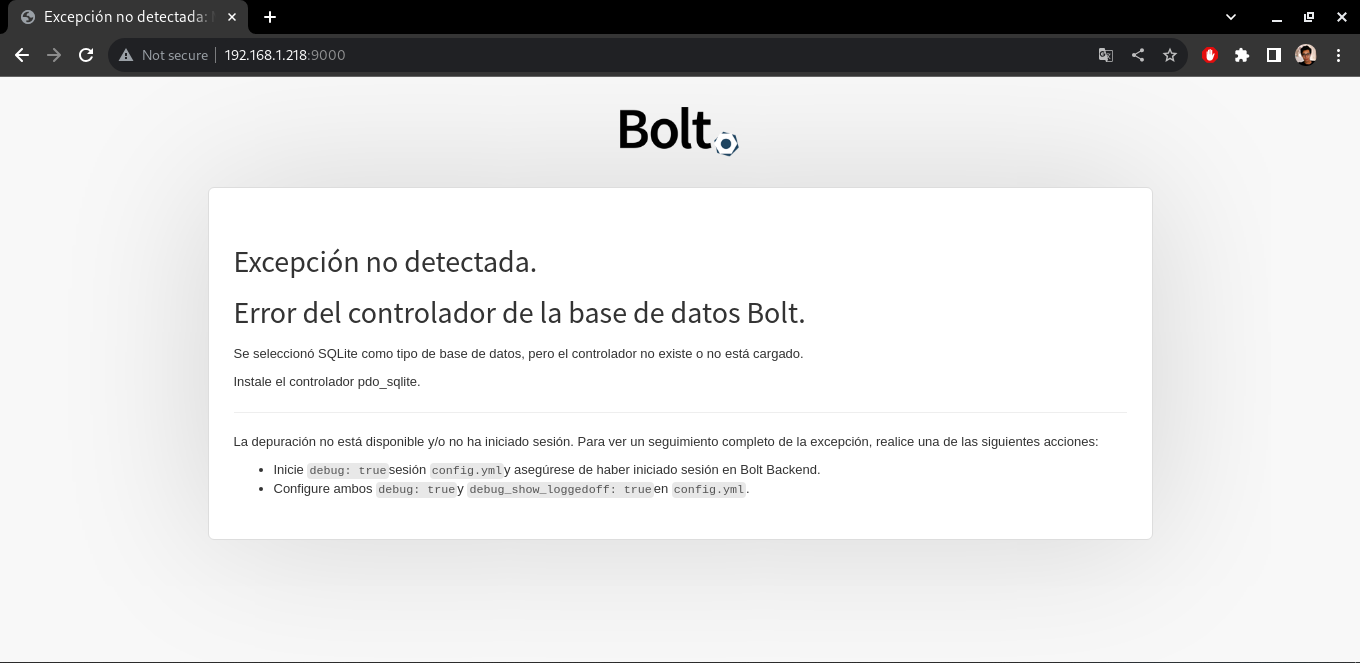 Excepción no detectada:
Not secure
192.168.1.218:9000
Bolt
Excepción no detectada.
Error del controlador de la base de datos Bolt.
Se seleccionó SQLite como tipo de base de datos, pero el controlador no existe o no está cargado.
Instale el controlador pdo_sqlite.
La depuración no está disponible y/o no ha iniciado sesión. Para ver un seguimiento completo de la excepción, realice una de las siguientes acciones:
• Inicie debug: true sesión config.yml y asegúrese de haber iniciado sesión en Bolt Backend.
• Configure ambos debug: true y debug_show_loggedoff: true en config.yml.